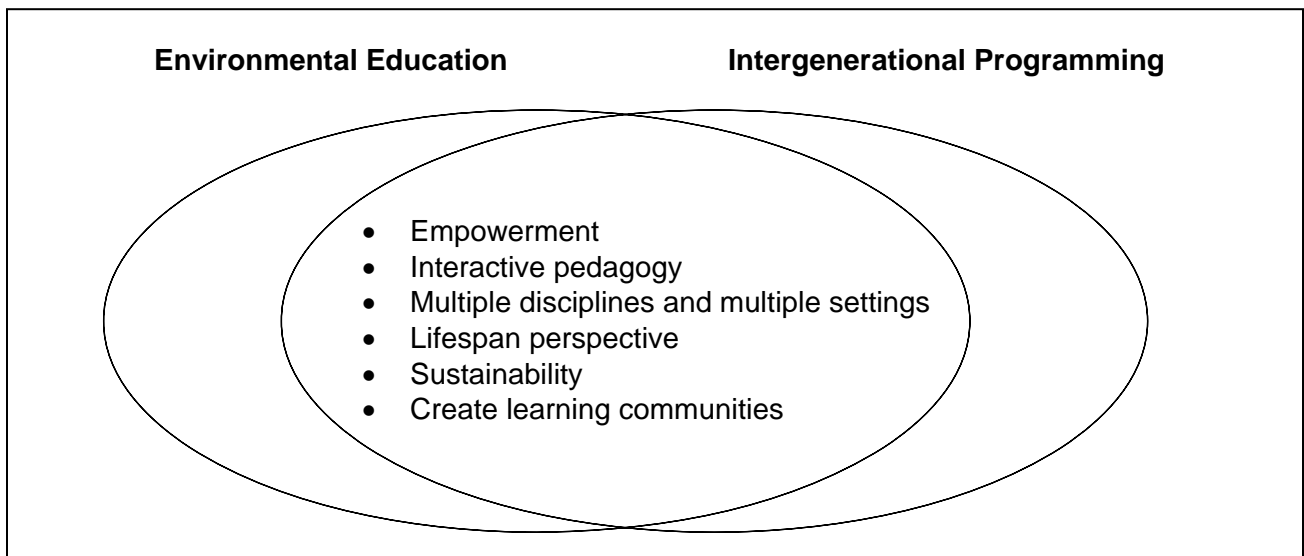 Environmental Education Intergenerational Programming
• Empowerment
• Interactive pedagogy
• Multiple disciplines and multiple settings
• Lifespan perspective
• Sustainability
• Create learning communities